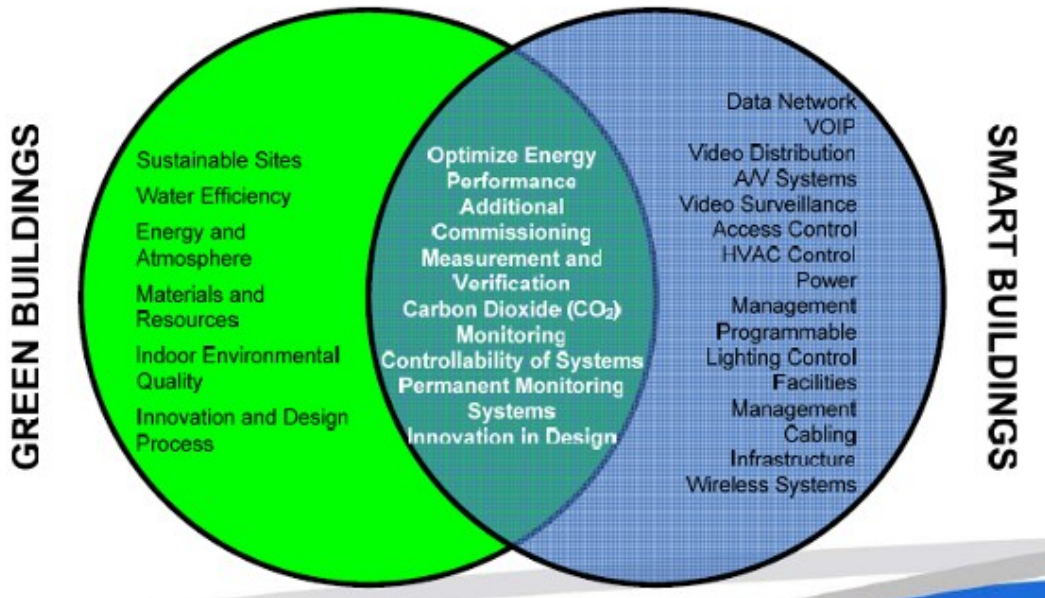 GREEN BUILDINGS
Sustainable Sites
Water Efficiency
Energy and
Atmosphere
Materials and
Resources
Indoor Environmental
Quality
Innovation and Design
Process
Optimize Energy
Performance
Additional
Commissioning
Measurement and
Verification
Carbon Dioxide (CO₂)
Monitoring
Controllability of Systems
Permanent Monitoring
Systems
Innovation in Design
Data Network
VOIP
Video Distribution
A/V Systems
Video Surveillance
Access Control
HVAC Control
Power
Management
Programmable
Lighting Control
Facilities
Management
Cabling
Infrastructure
Wireless Systems
SMART BUILDINGS